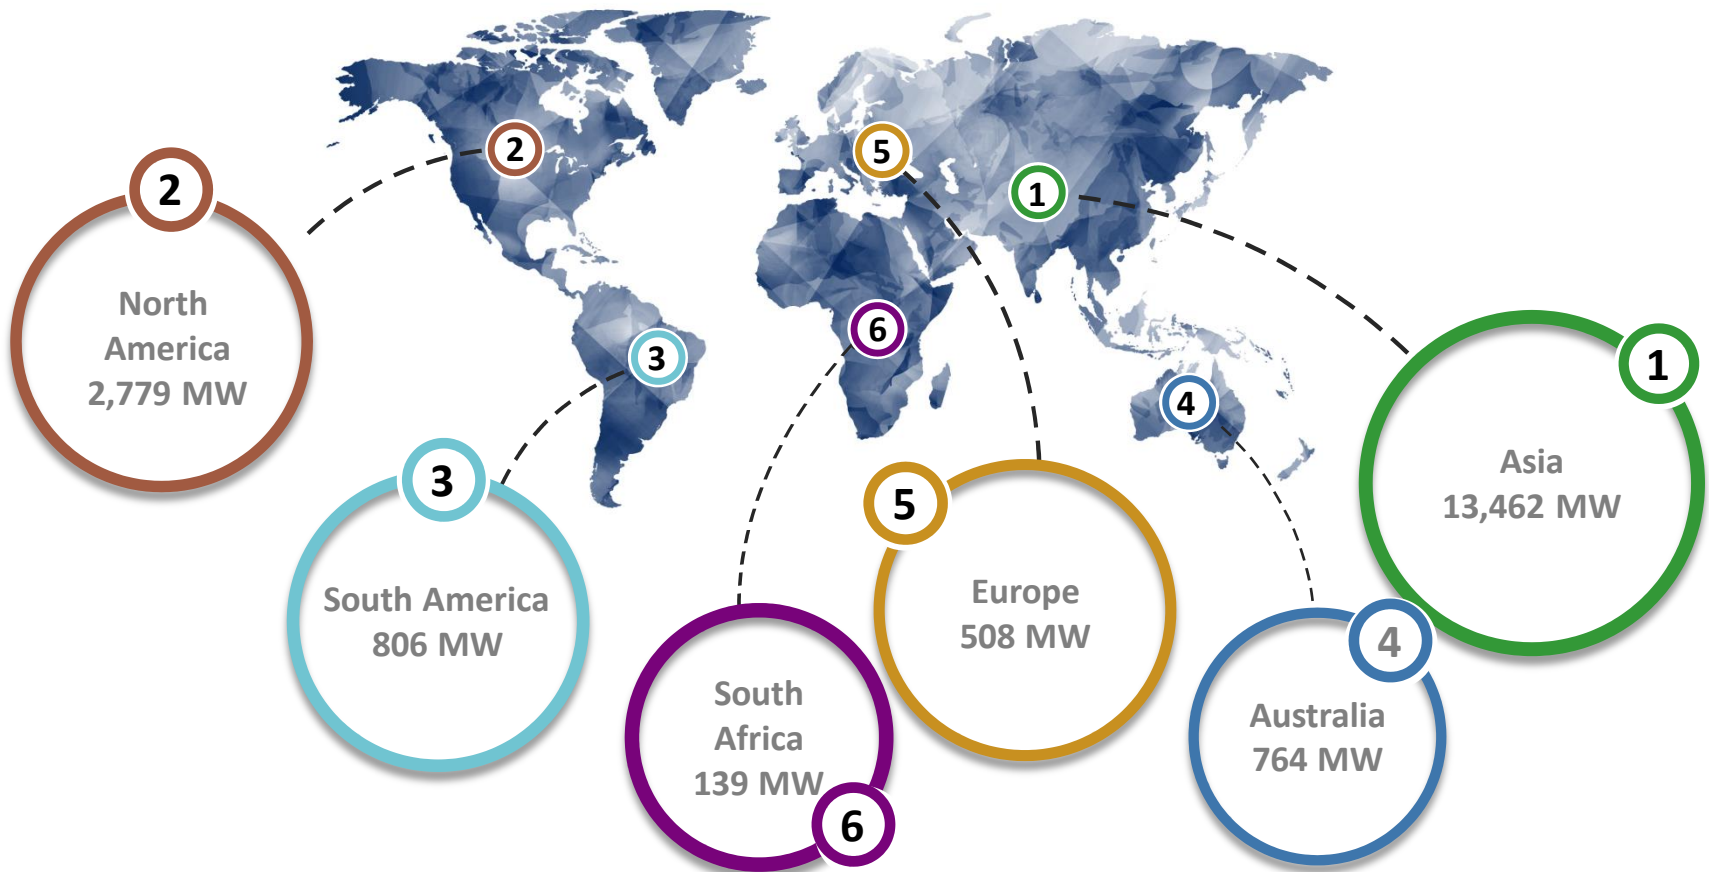 2
North
America
2,779 MW
3
South America
806 MW
6
South
Africa
139 MW
5
Europe
508 MW
4
Australia
764 MW
1
Asia
13,462 MW
2
5
1
3
6
4